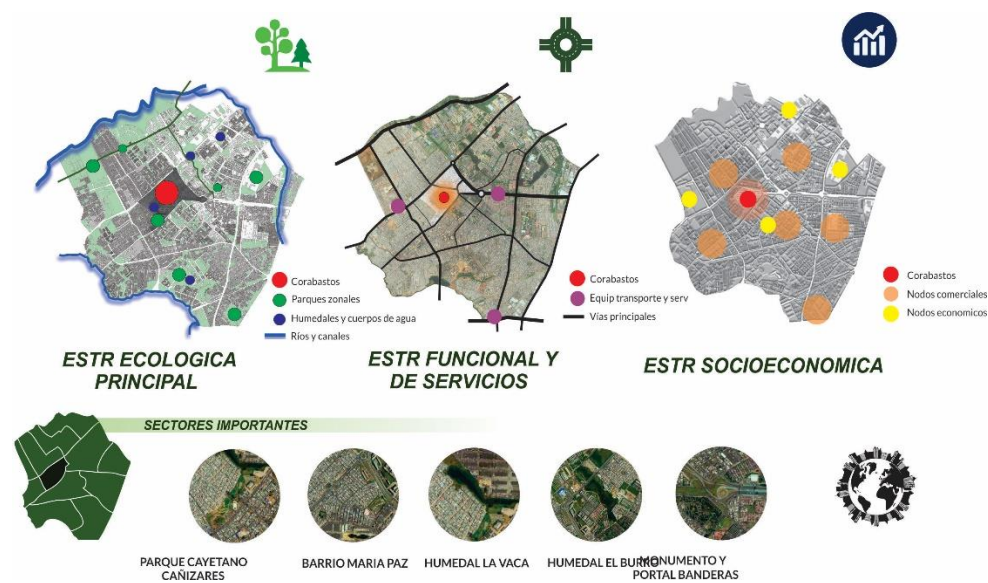 Corabastos
Parques zonales
Humedales y cuerpos de agua
Ríos y canales
ESTR ECOLOGICA
PRINCIPAL
Corabastos
Equip transporte y serv
Vías principales
ESTR FUNCIONAL Y
DE SERVICIOS
Corabastos
Nodos comerciales
Nodos economicos
ESTR SOCIOECONOMICA
SECTORES IMPORTANTES
PARQUE CAYETANO
CAÑIZARES
BARRIO MARIA PAZ
HUMEDAL LA VACA
HUMEDAL EL BURRO
MONUMENTO Y
PORTAL BANDERAS